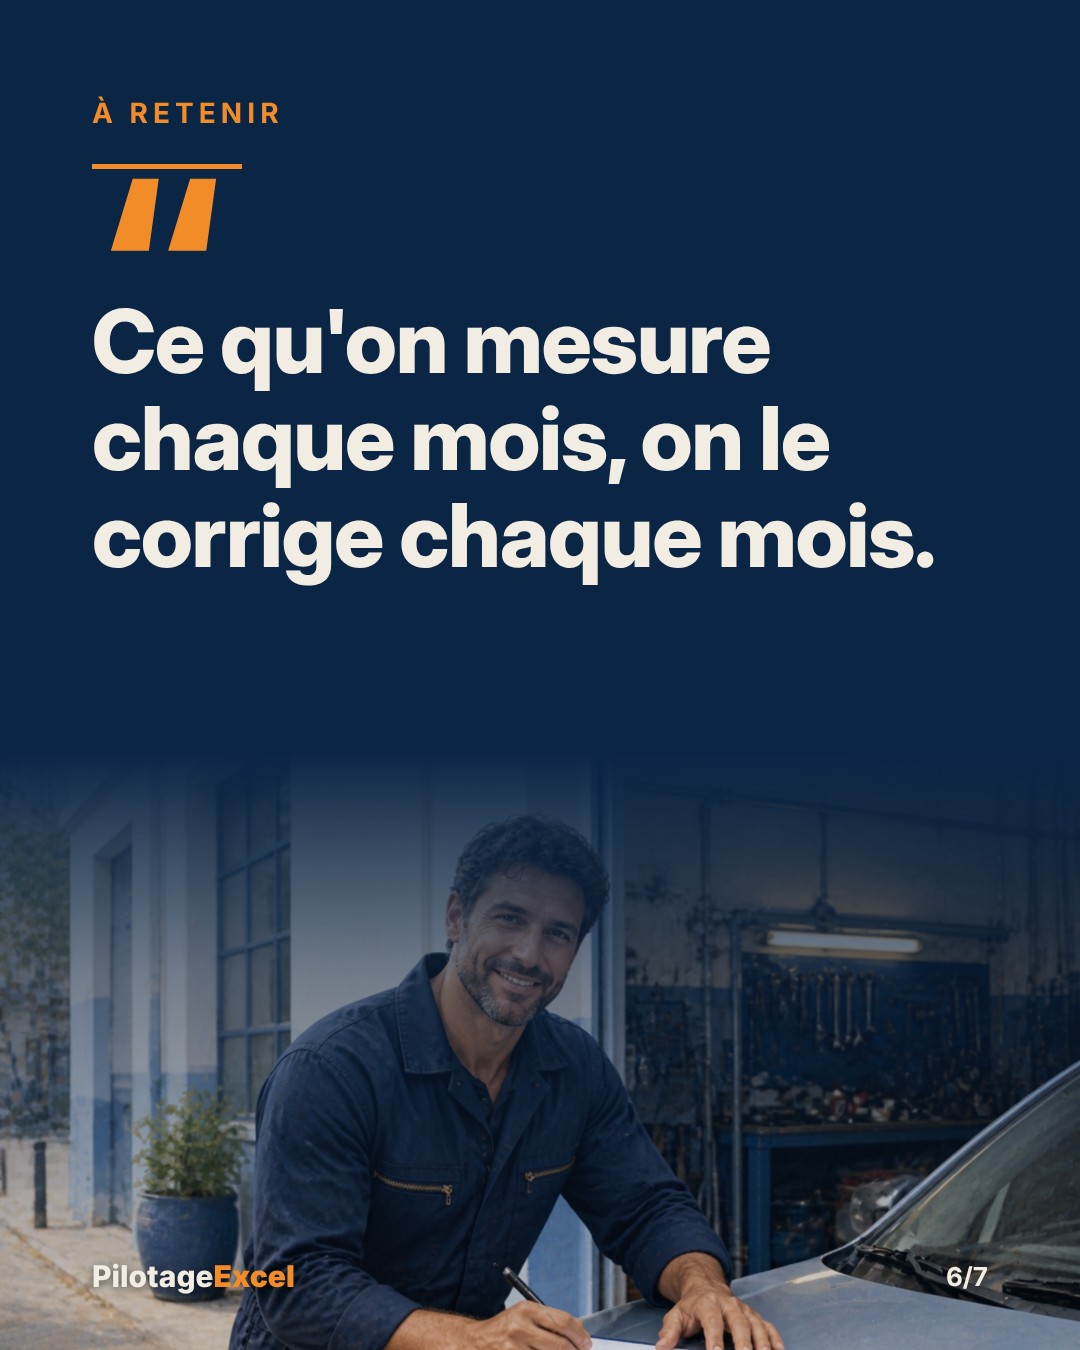 À RETENIR
"
Ce qu'on mesure
chaque mois, on le
corrige chaque mois.
PilotageExcel
6/7